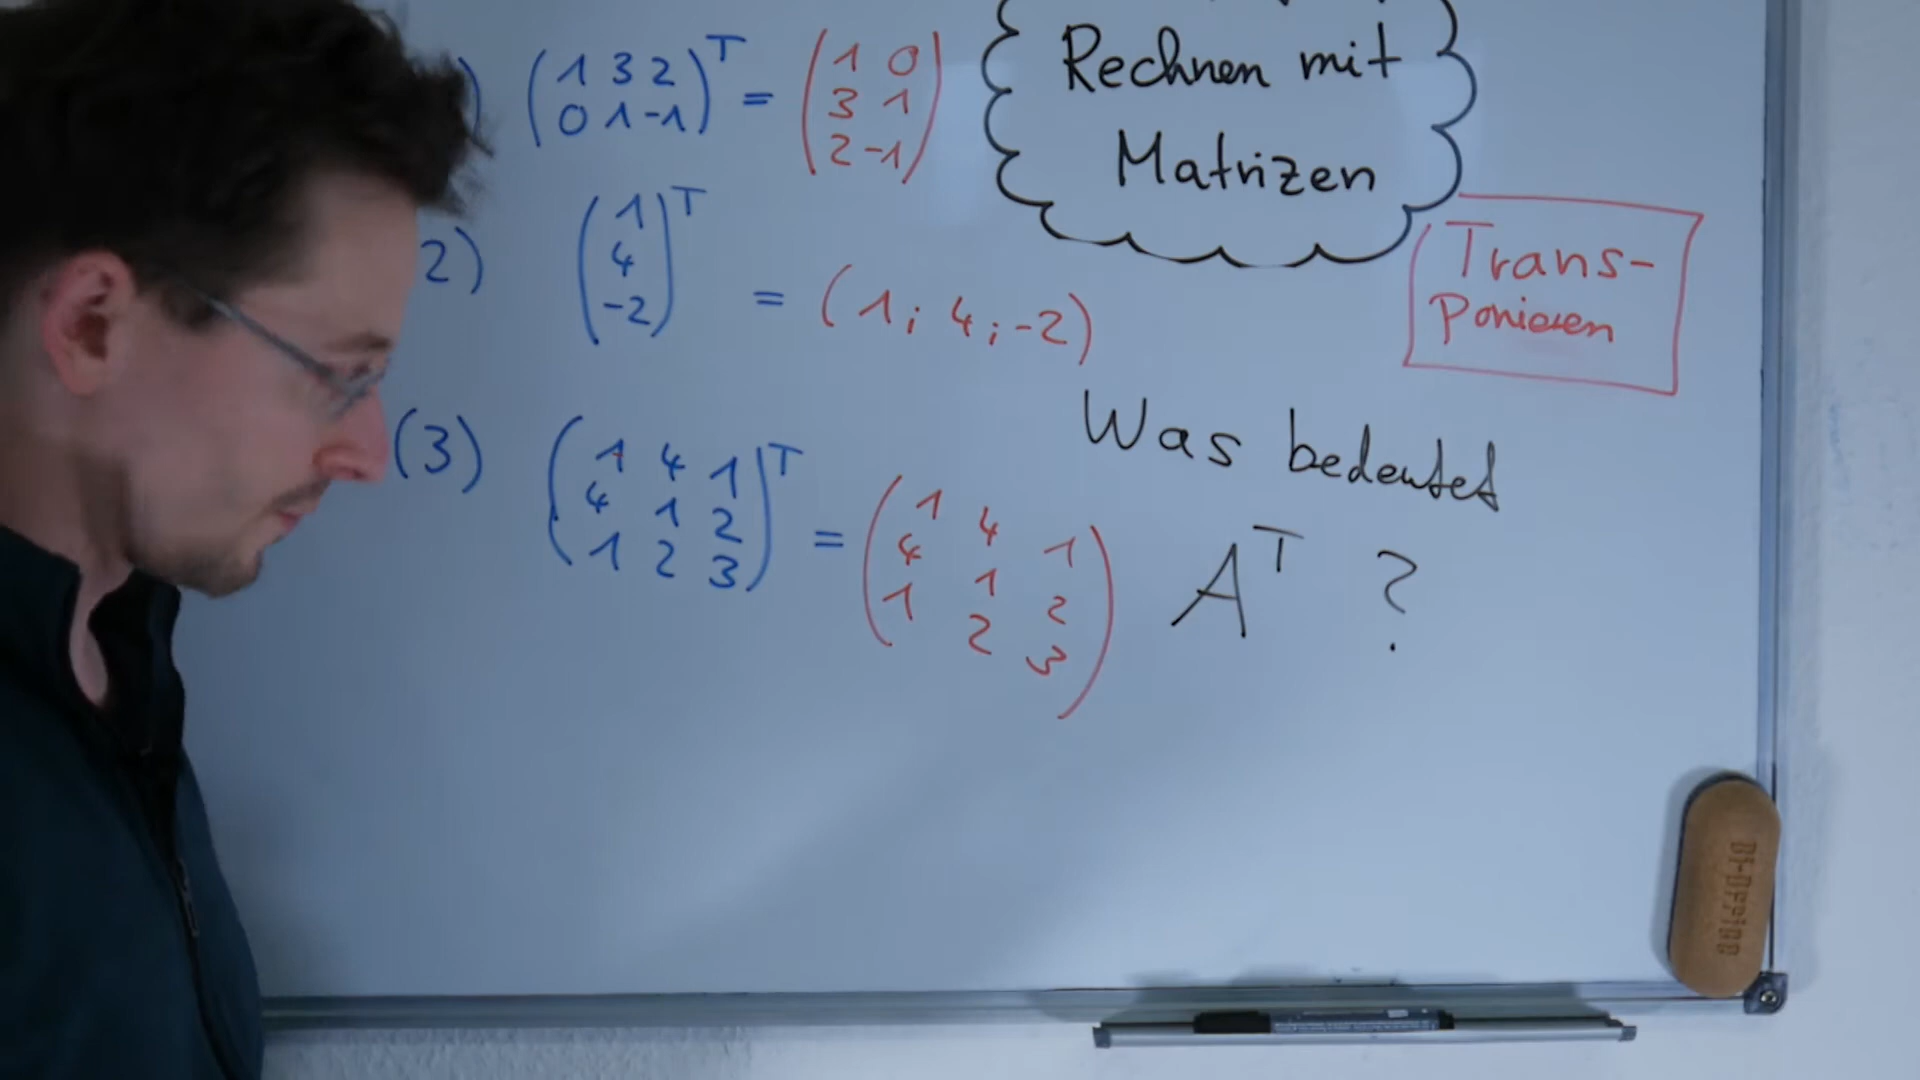 ) (1 3 2
0 1 -1)ᵀ = (1 0
3 1
2 -1)
Rechnen mit
Matrizen
Trans-
Ponieren
2) (1
4
-2)ᵀ = (1; 4; -2)
Was bedeutet
Aᵀ ?
(3) (1 4 1
4 1 2
1 2 3)ᵀ = (1 4 1
4 1 2
1 2 3)